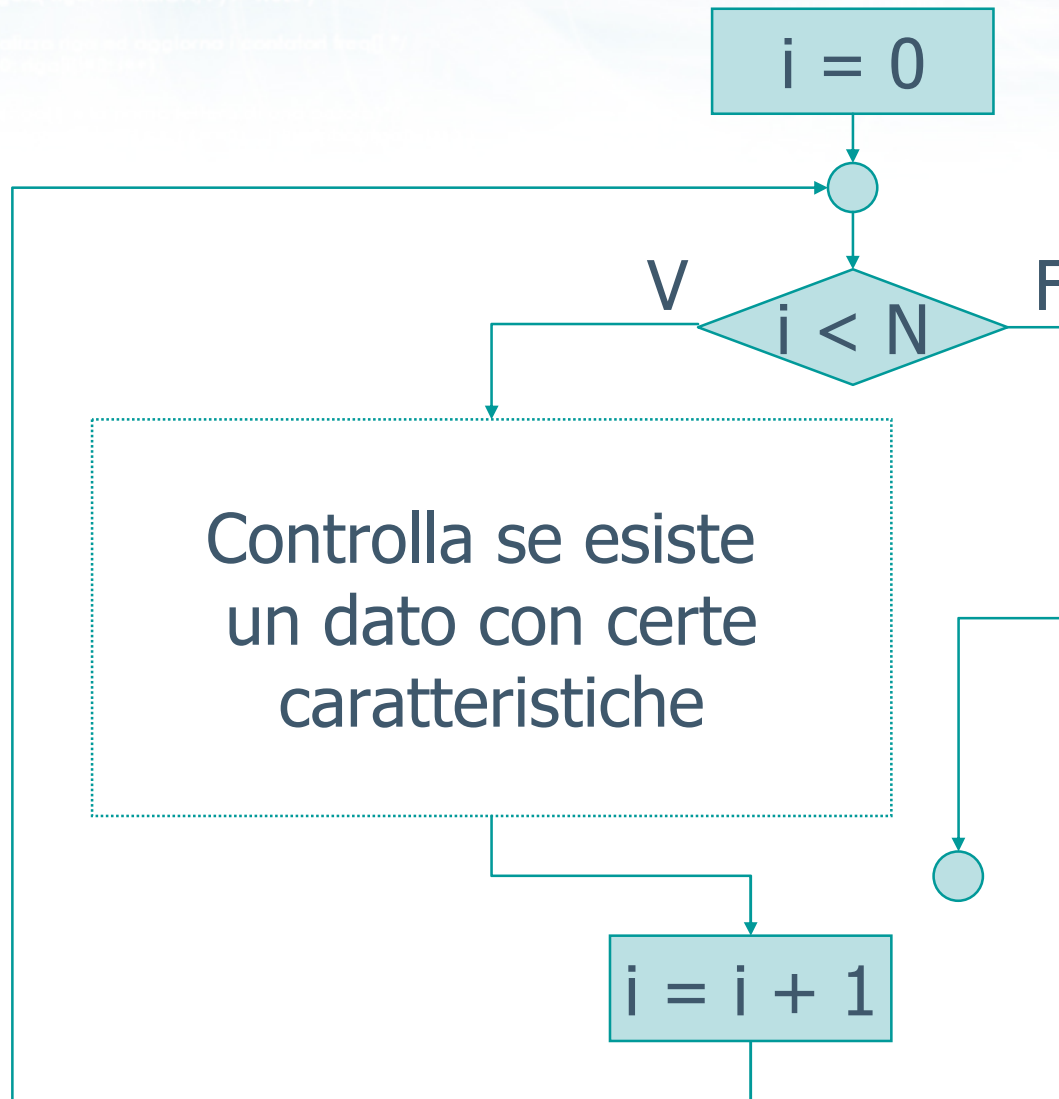 i = 0
V
F
i < N
Controlla se esiste
un dato con certe
caratteristiche
i = i + 1